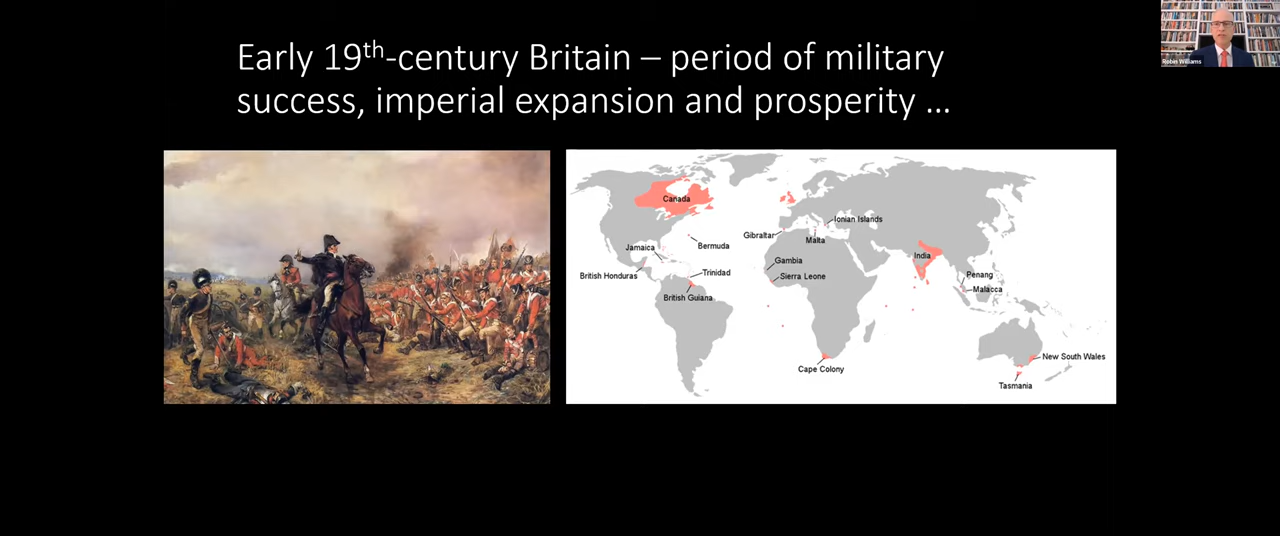 Early 19th-century Britain – period of military
success, imperial expansion and prosperity ...
Robin Williams
Canada
Ionian Islands
Gibraltar
Malta
Jamaica
Bermuda
India
Gambia
British Honduras
Trinidad
Sierra Leone
Penang
Malacca
British Guiana
New South Wales
Cape Colony
Tasmania